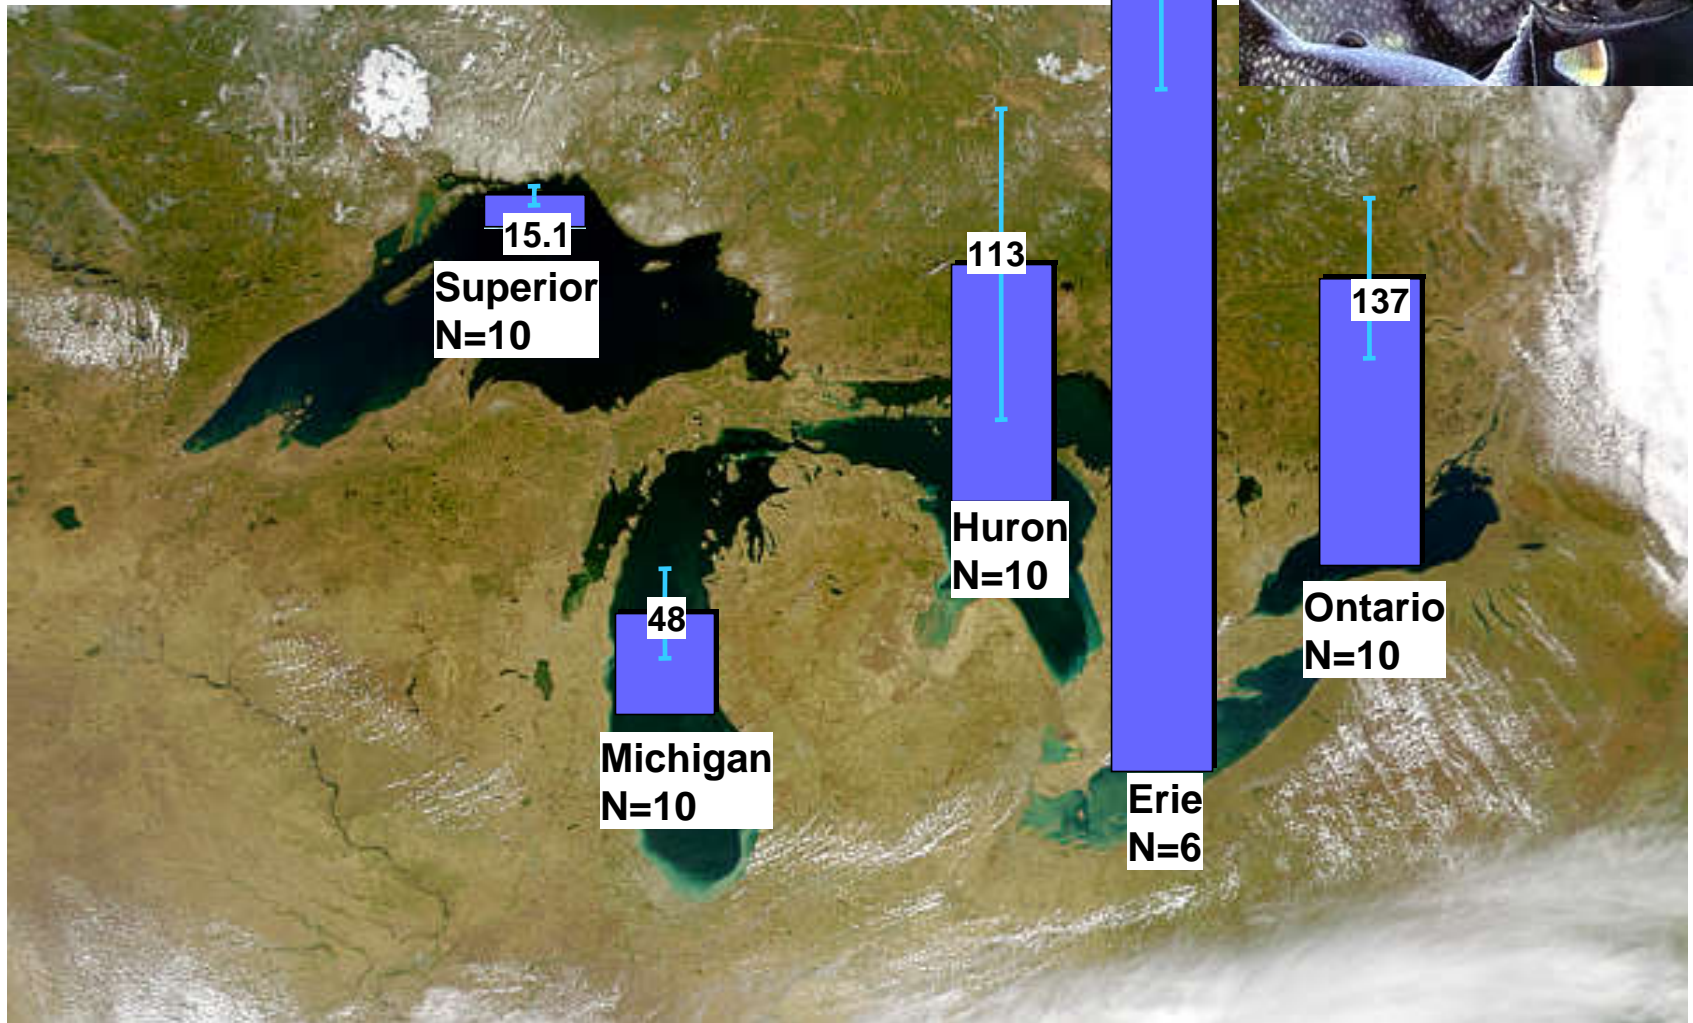 15.1
Superior
N=10
113
Huron
N=10
137
Ontario
N=10
48
Michigan
N=10
Erie
N=6